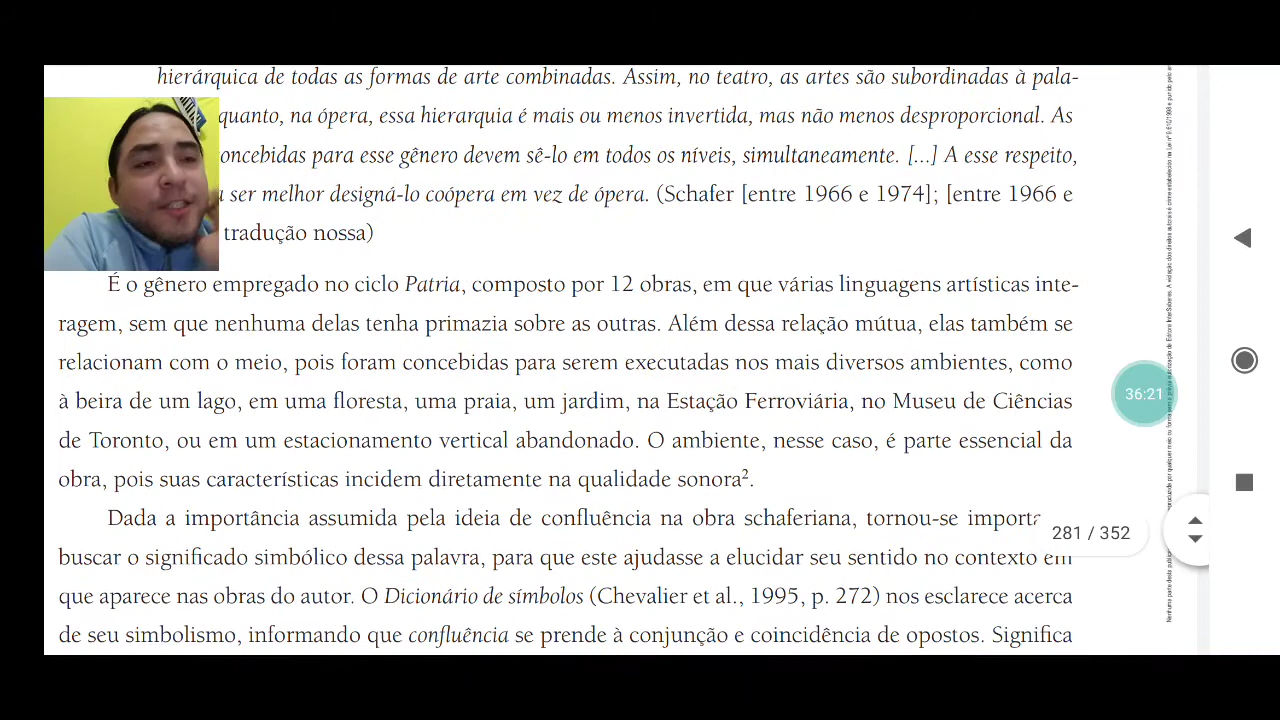 hierárquica de todas as formas de arte combinadas. Assim, no teatro, as artes são subordinadas à pala-
quanto, na ópera, essa hierarquia é mais ou menos invertida, mas não menos desproporcional. As
oncebidas para esse gênero devem sê-lo em todos os níveis, simultaneamente. [...] A esse respeito,
ser melhor designá-lo coópera em vez de ópera. (Schafer [entre 1966 e 1974]; [entre 1966 e
tradução nossa)
É o gênero empregado no ciclo Patria, composto por 12 obras, em que várias linguagens artísticas inte-
ragem, sem que nenhuma delas tenha primazia sobre as outras. Além dessa relação mútua, elas também se
relacionam com o meio, pois foram concebidas para serem executadas nos mais diversos ambientes, como
à beira de um lago, em uma floresta, uma praia, um jardim, na Estação Ferroviária, no Museu de Ciências
de Toronto, ou em um estacionamento vertical abandonado. O ambiente, nesse caso, é parte essencial da
obra, pois suas características incidem diretamente na qualidade sonora².
Dada a importância assumida pela ideia de confluência na obra schaferiana, tornou-se import
buscar o significado simbólico dessa palavra, para que este ajudasse a elucidar seu sentido no contexto em
que aparece nas obras do autor. O Dicionário de símbolos (Chevalier et al., 1995, p. 272) nos esclarece acerca
de seu simbolismo, informando que confluência se prende à conjunção e coincidência de opostos. Significa
36:21
281 / 352